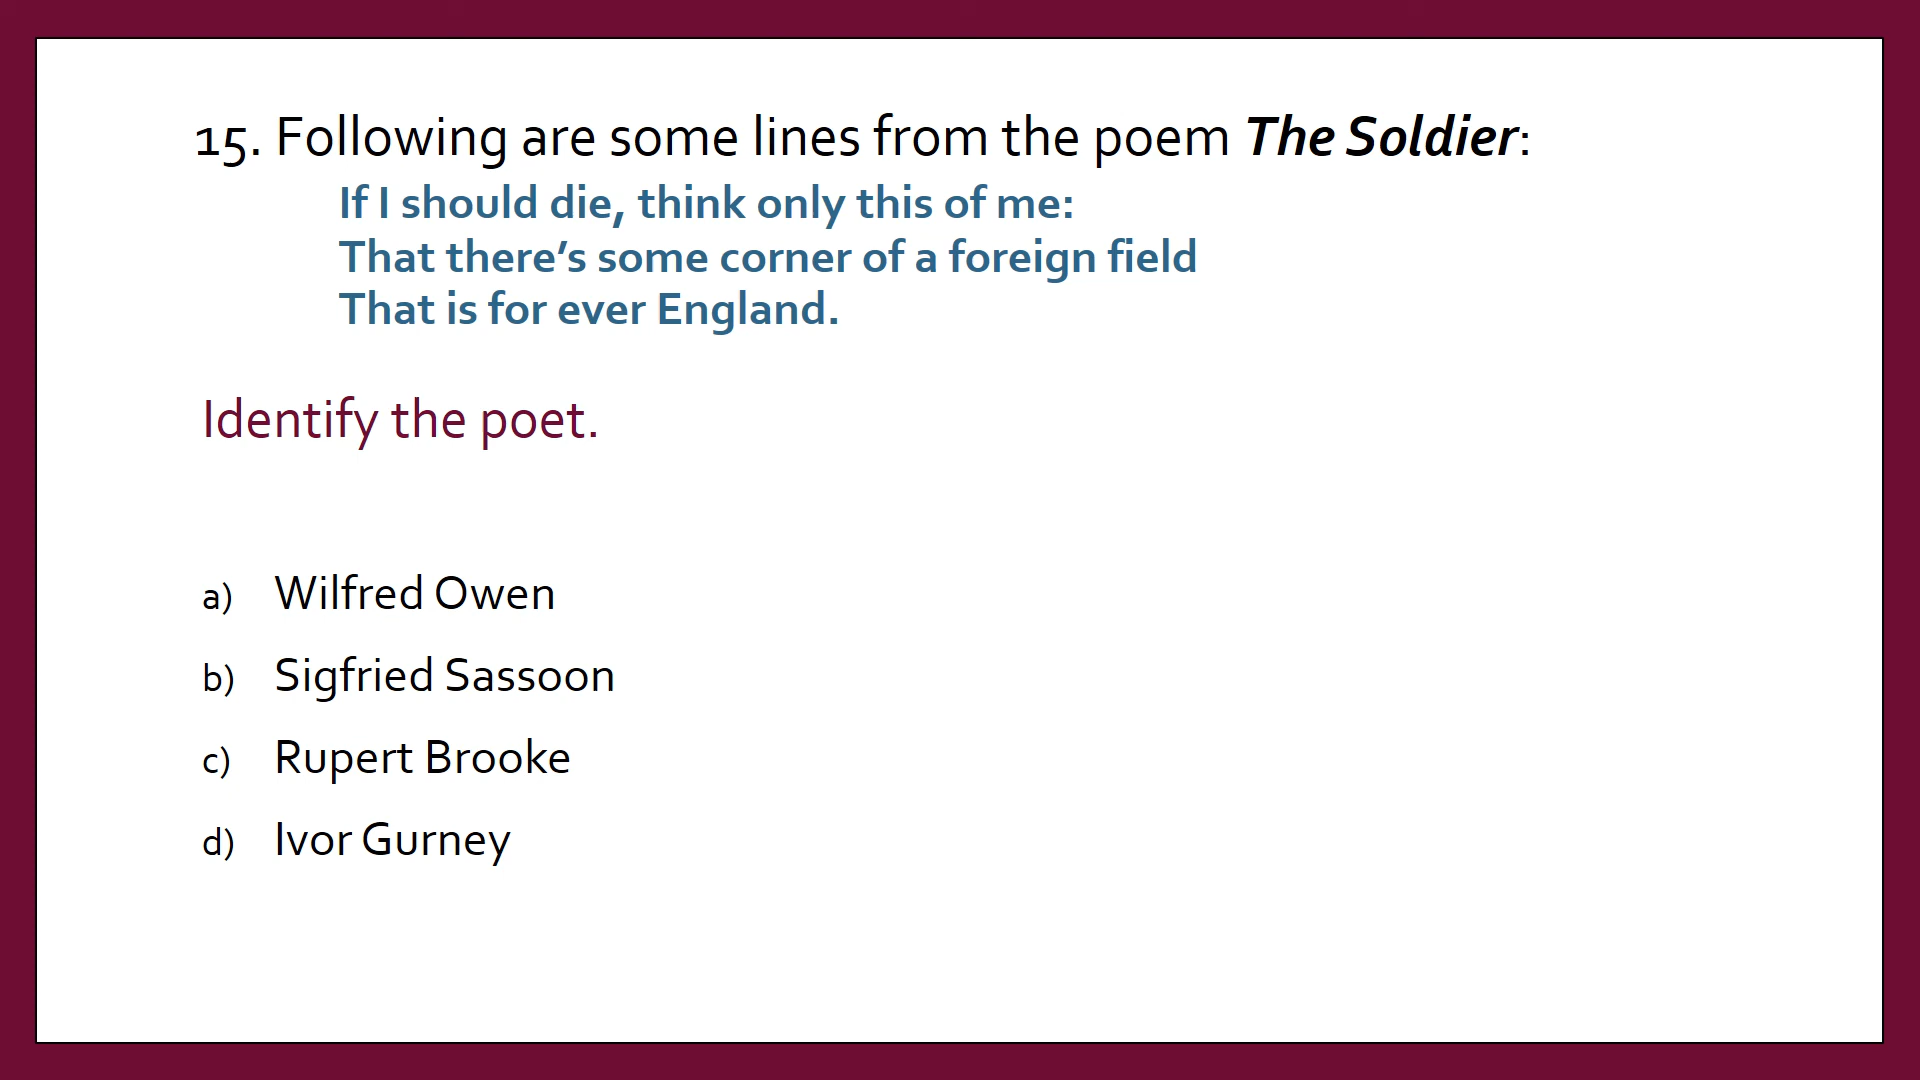 15. Following are some lines from the poem The Soldier:
If I should die, think only this of me:
That there’s some corner of a foreign field
That is for ever England.
Identify the poet.
a) Wilfred Owen
b) Sigfried Sassoon
c) Rupert Brooke
d) Ivor Gurney